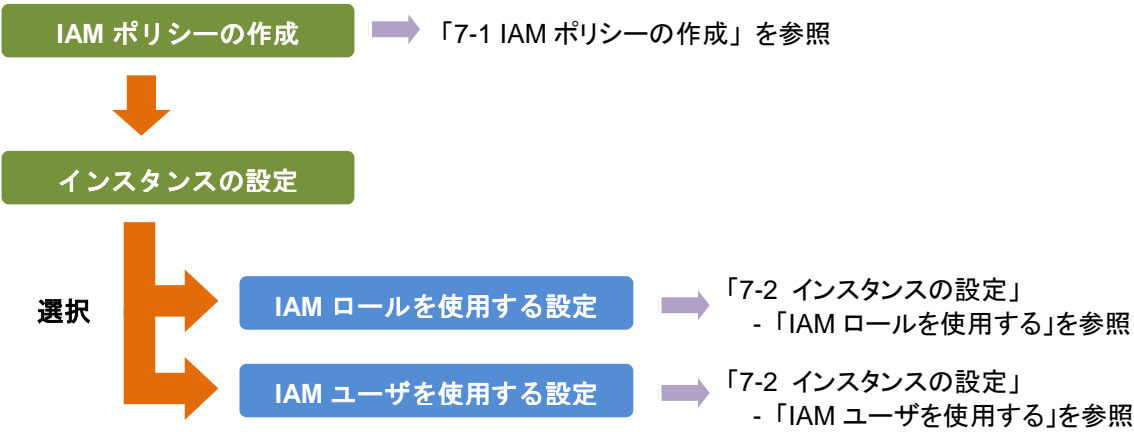 IAM ポリシーの作成
「7-1 IAM ポリシーの作成」を参照
インスタンスの設定
選択
IAM ロールを使用する設定
「7-2 インスタンスの設定」
- 「IAM ロールを使用する」を参照
IAM ユーザを使用する設定
「7-2 インスタンスの設定」
- 「IAM ユーザを使用する」を参照